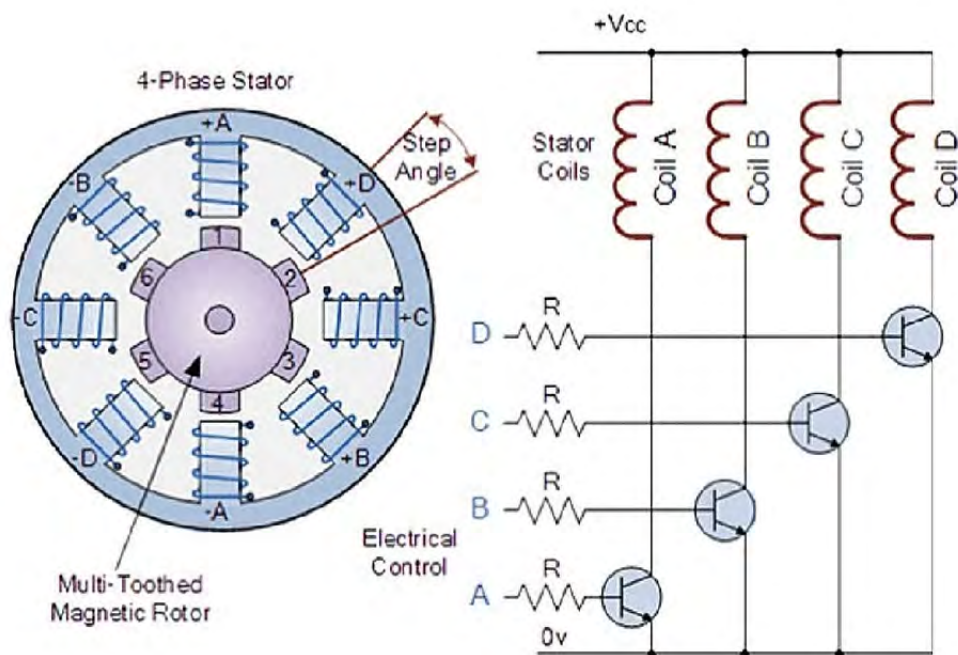 4-Phase Stator
+A
-B
+D
-C
+C
-D
+B
-A
1
2
3
4
5
6
Step
Angle
Multi-Toothed
Magnetic Rotor
+Vcc
Stator
Coils
Coil A
Coil B
Coil C
Coil D
D
R
C
R
B
R
A
R
Electrical
Control
0v